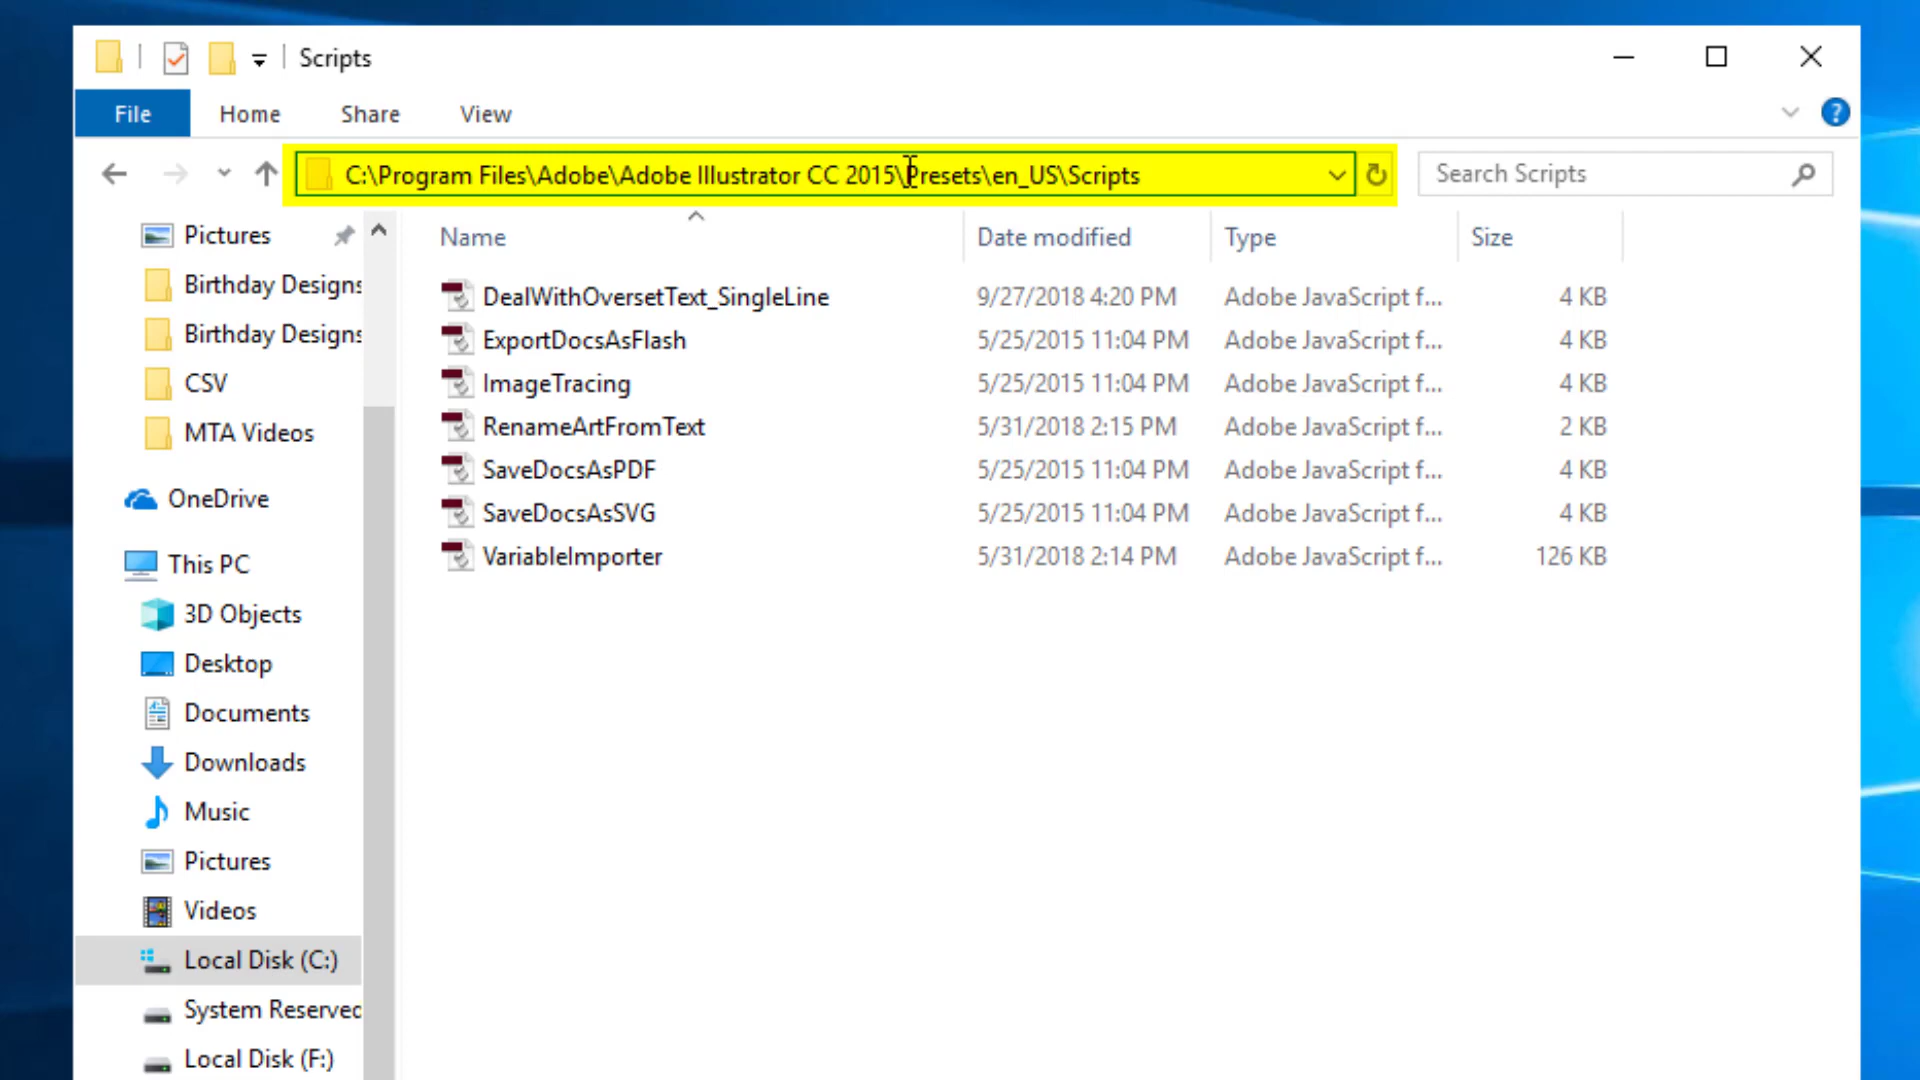 Scripts
File Home Share View
C:\Program Files\Adobe\Adobe Illustrator CC 2015\Presets\en_US\Scripts
Search Scripts
Name Date modified Type Size
Pictures
Birthday Designs
Birthday Designs
CSV
MTA Videos
OneDrive
This PC
3D Objects
Desktop
Documents
Downloads
Music
Pictures
Videos
Local Disk (C:)
System Reserved
Local Disk (F:)
DealWithOversetText_SingleLine 9/27/2018 4:20 PM Adobe JavaScript f... 4 KB
ExportDocsAsFlash 5/25/2015 11:04 PM Adobe JavaScript f... 4 KB
ImageTracing 5/25/2015 11:04 PM Adobe JavaScript f... 4 KB
RenameArtFromText 5/31/2018 2:15 PM Adobe JavaScript f... 2 KB
SaveDocsAsPDF 5/25/2015 11:04 PM Adobe JavaScript f... 4 KB
SaveDocsAsSVG 5/25/2015 11:04 PM Adobe JavaScript f... 4 KB
VariableImporter 5/31/2018 2:14 PM Adobe JavaScript f... 126 KB